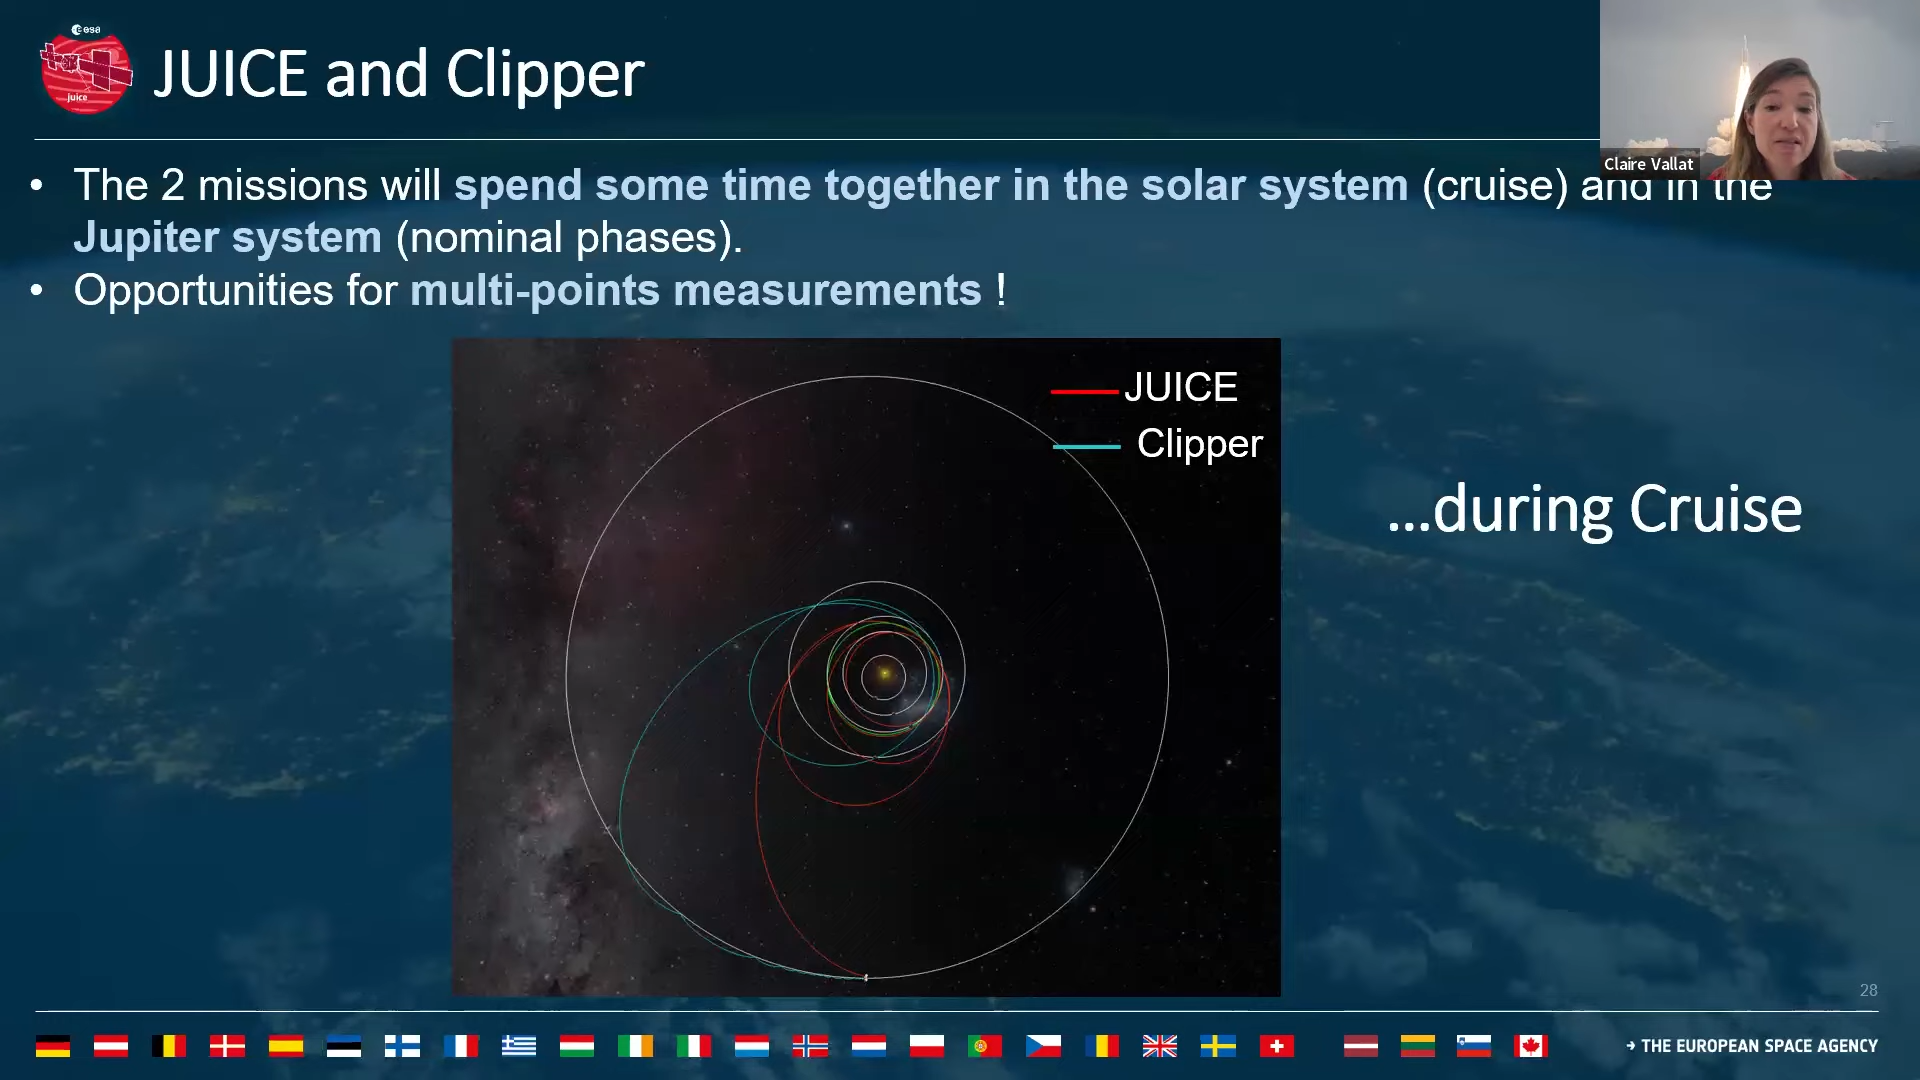 esa
juice
JUICE and Clipper
Claire Vallat
• The 2 missions will spend some time together in the solar system (cruise) and in the
Jupiter system (nominal phases).
• Opportunities for multi-points measurements !
JUICE
Clipper
...during Cruise
28
→ THE EUROPEAN SPACE AGENCY